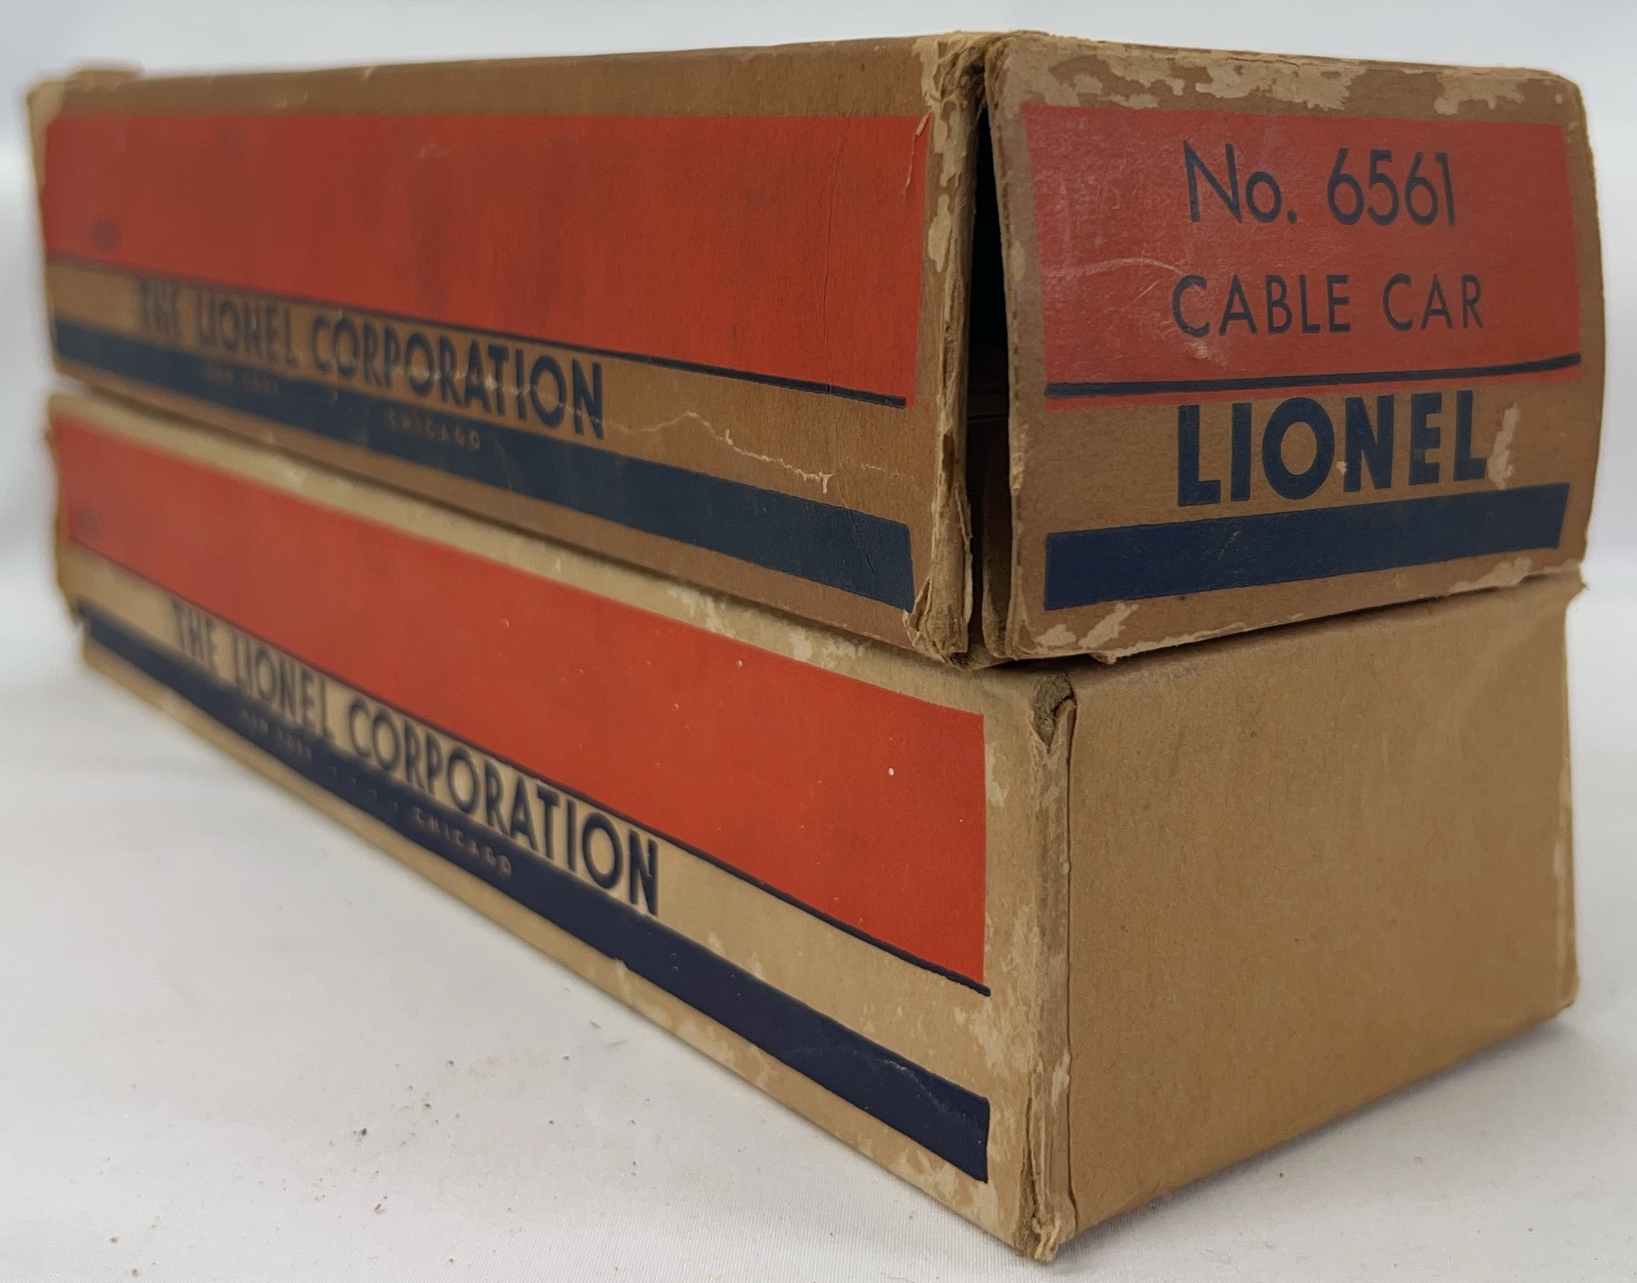 THE LIONEL CORPORATION
NEW YORK CHICAGO
No. 6561
CABLE CAR
LIONEL
THE LIONEL CORPORATION
NEW YORK CHICAGO